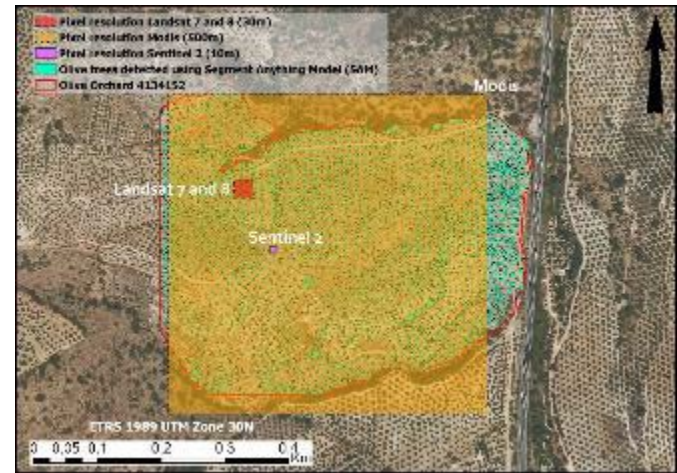 Pixel resolution Landsat 7 and 8 (30m)
Pixel resolution Modis (500m)
Pixel resolution Sentinel 2 (10m)
Olive trees detected using Segment Anything Model (SAM)
Olive Orchard 4134152
Modis
Landsat 7 and 8
Sentinel 2
ETRS 1989 UTM Zone 30N
0 0,05 0,1 0,2 0,3 0,4
Km